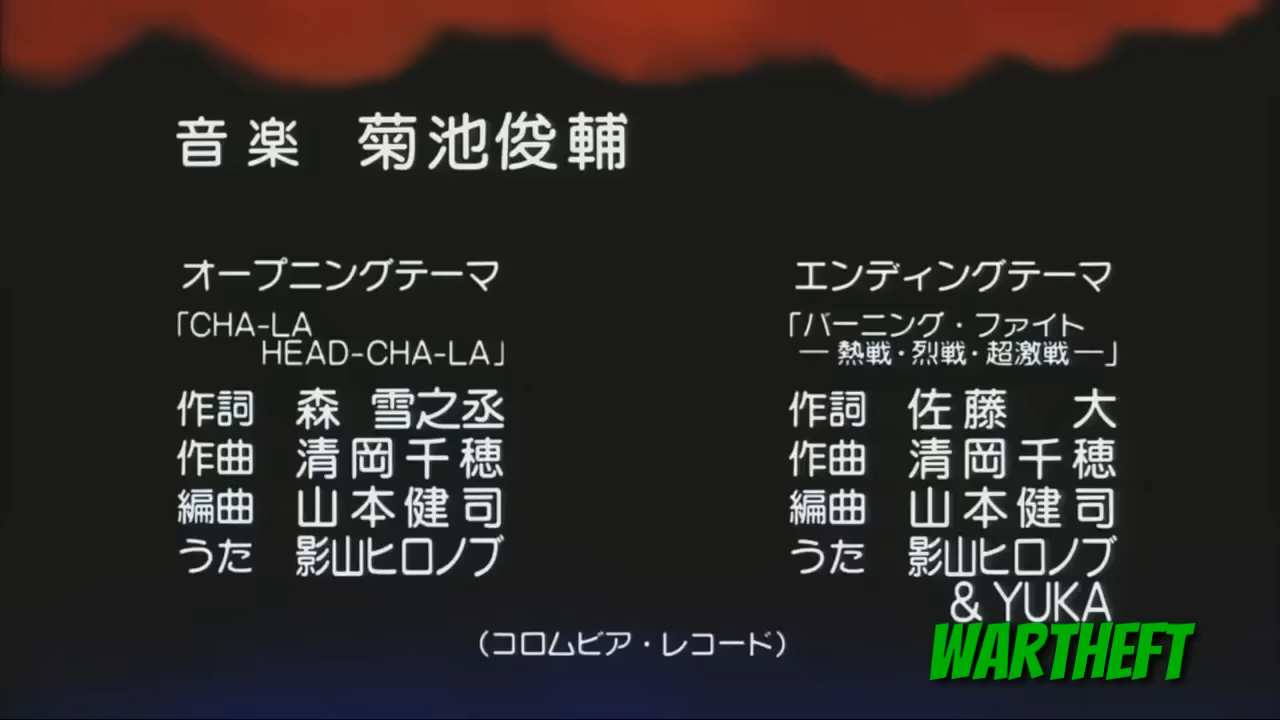 音楽 菊池俊輔
オープニングテーマ
「CHA-LA
HEAD-CHA-LA」
作詞 森 雪之丞
作曲 清岡千穂
編曲 山本健司
うた 影山ヒロノブ
エンディングテーマ
「バーニング・ファイト
―熱戦・烈戦・超激戦―」
作詞 佐藤 大
作曲 清岡千穂
編曲 山本健司
うた 影山ヒロノブ
& YUKA
(コロムビア・レコード)
WARTHEFT